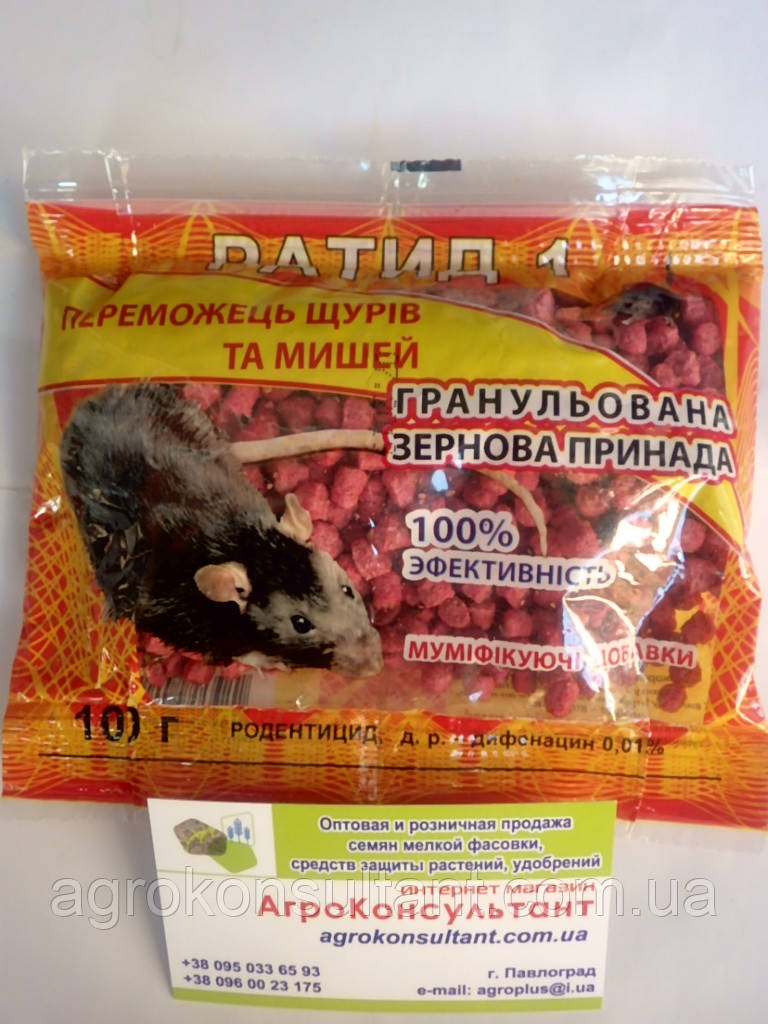 РАТИД 1
ПЕРЕМОЖЕЦЬ ЩУРІВ
ТА МИШЕЙ
ГРАНУЛЬОВАНА
ЗЕРНОВА ПРИНАДА
100%
ЭФЕКТИВНІСТЬ
МУМІФІКУЮЧІ ДОБАВКИ
100 г РОДЕНТИЦИД, д. р. - дифонацин 0,01%
Оптовая и розничная продажа
семян мелкой фасовки,
средств защиты растений, удобрений
интернет магазин
АгроКонсультант
agrokonsultant.com.ua
agrokonsultant.com.ua
+38 095 033 65 93
+38 096 00 23 175
г. Павлоград
e-mail: agroplus@i.ua